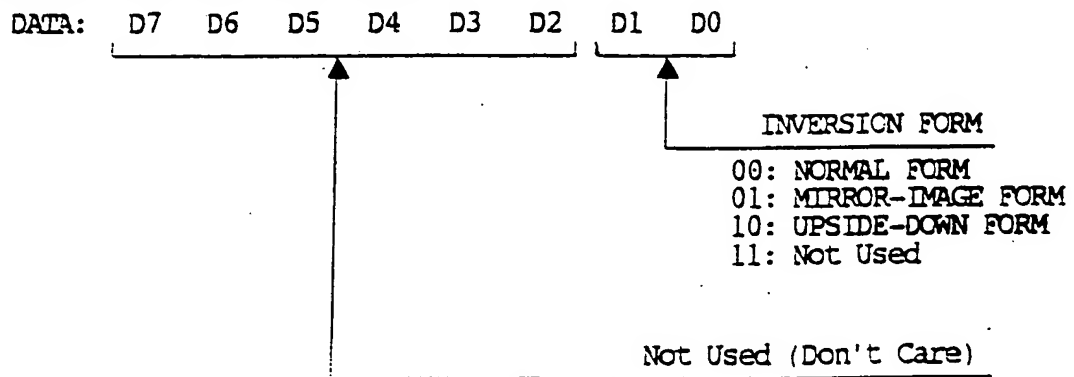 DATA: D7 D6 D5 D4 D3 D2 D1 D0
INVERSION FORM
00: NORMAL FORM
01: MIRROR-IMAGE FORM
10: UPSIDE-DOWN FORM
11: Not Used
Not Used (Don't Care)